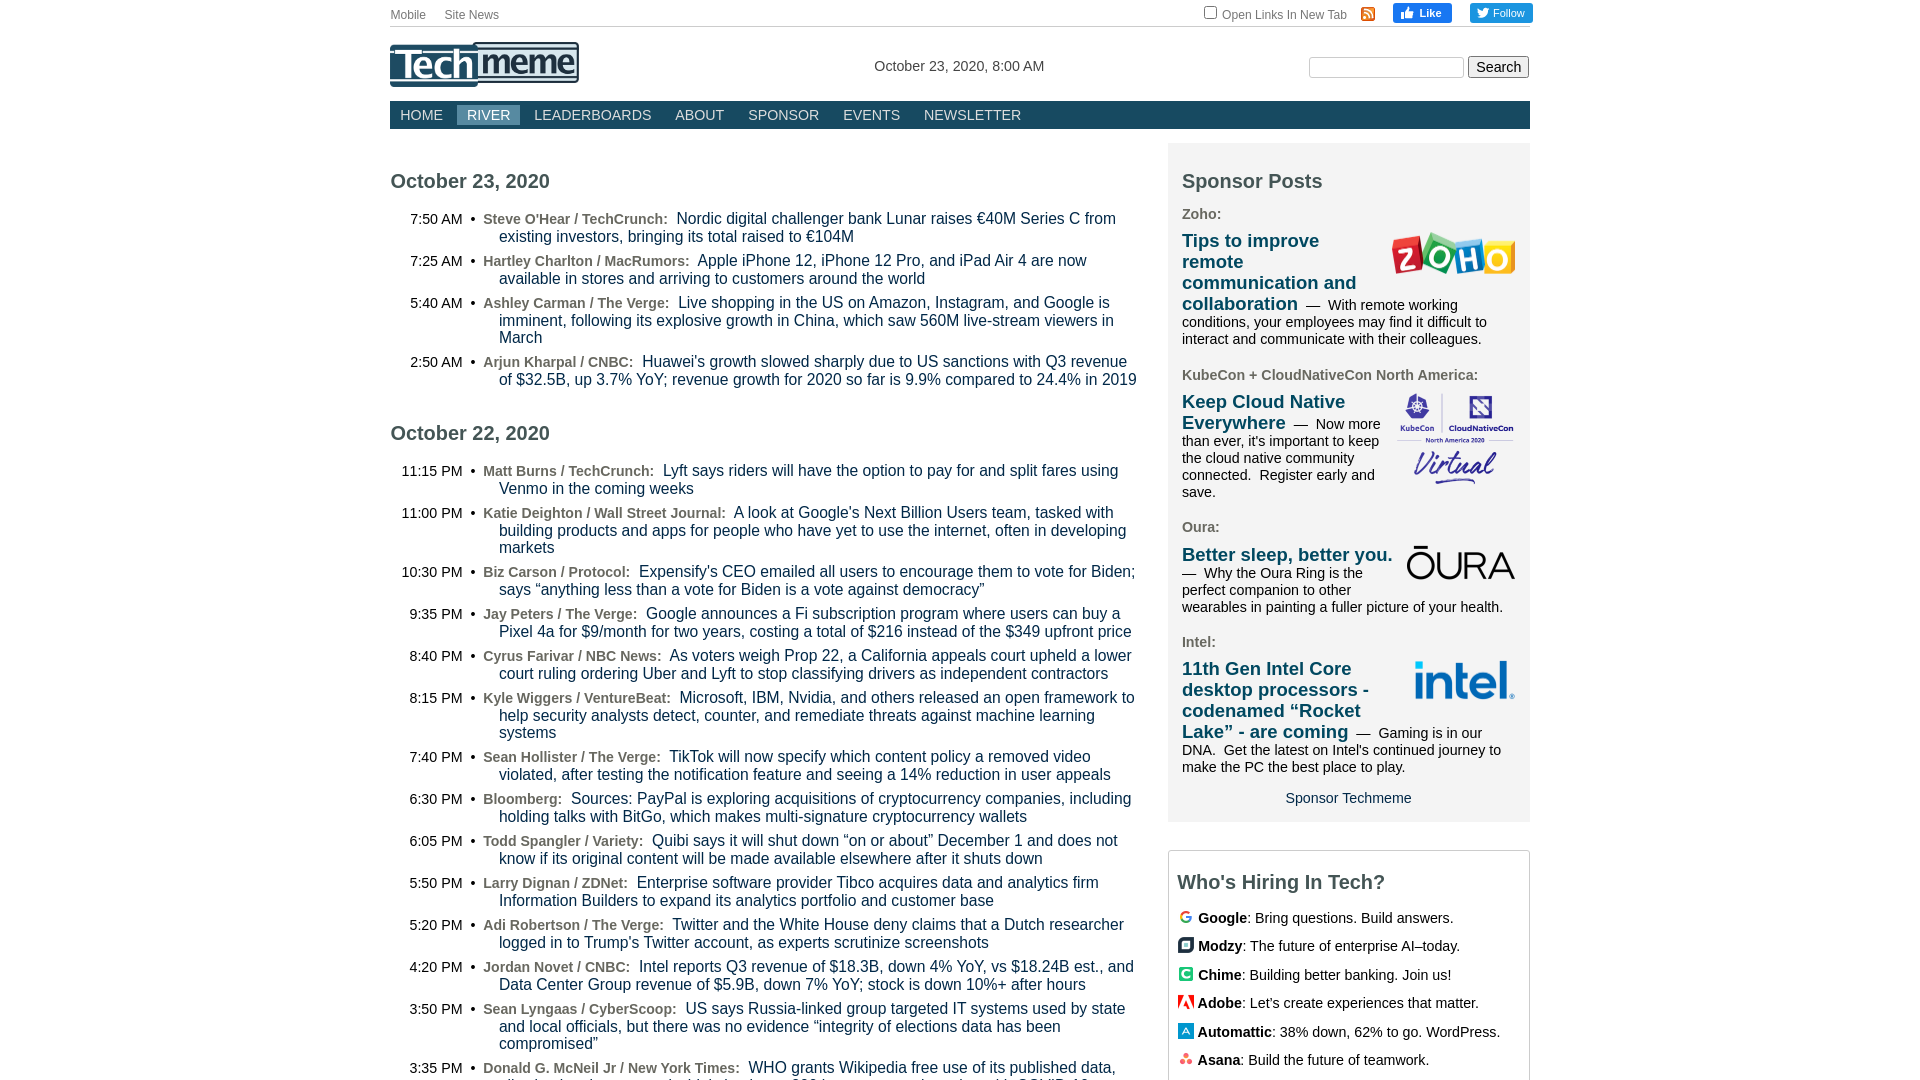 Mobile Site News Open Links In New Tab Like Follow
Techmeme October 23, 2020, 8:00 AM Search
HOME RIVER LEADERBOARDS ABOUT SPONSOR EVENTS NEWSLETTER
October 23, 2020
7:50 AM • Steve O'Hear / TechCrunch: Nordic digital challenger bank Lunar raises €40M Series C from
existing investors, bringing its total raised to €104M
7:25 AM • Hartley Charlton / MacRumors: Apple iPhone 12, iPhone 12 Pro, and iPad Air 4 are now
available in stores and arriving to customers around the world
5:40 AM • Ashley Carman / The Verge: Live shopping in the US on Amazon, Instagram, and Google is
imminent, following its explosive growth in China, which saw 560M live-stream viewers in
March
2:50 AM • Arjun Kharpal / CNBC: Huawei's growth slowed sharply due to US sanctions with Q3 revenue
of $32.5B, up 3.7% YoY; revenue growth for 2020 so far is 9.9% compared to 24.4% in 2019
October 22, 2020
11:15 PM • Matt Burns / TechCrunch: Lyft says riders will have the option to pay for and split fares using
Venmo in the coming weeks
11:00 PM • Katie Deighton / Wall Street Journal: A look at Google's Next Billion Users team, tasked with
building products and apps for people who have yet to use the internet, often in developing
markets
10:30 PM • Biz Carson / Protocol: Expensify's CEO emailed all users to encourage them to vote for Biden;
says “anything less than a vote for Biden is a vote against democracy”
9:35 PM • Jay Peters / The Verge: Google announces a Fi subscription program where users can buy a
Pixel 4a for $9/month for two years, costing a total of $216 instead of the $349 upfront price
8:40 PM • Cyrus Farivar / NBC News: As voters weigh Prop 22, a California appeals court upheld a lower
court ruling ordering Uber and Lyft to stop classifying drivers as independent contractors
8:15 PM • Kyle Wiggers / VentureBeat: Microsoft, IBM, Nvidia, and others released an open framework to
help security analysts detect, counter, and remediate threats against machine learning
systems
7:40 PM • Sean Hollister / The Verge: TikTok will now specify which content policy a removed video
violated, after testing the notification feature and seeing a 14% reduction in user appeals
6:30 PM • Bloomberg: Sources: PayPal is exploring acquisitions of cryptocurrency companies, including
holding talks with BitGo, which makes multi-signature cryptocurrency wallets
6:05 PM • Todd Spangler / Variety: Quibi says it will shut down “on or about” December 1 and does not
know if its original content will be made available elsewhere after it shuts down
5:50 PM • Larry Dignan / ZDNet: Enterprise software provider Tibco acquires data and analytics firm
Information Builders to expand its analytics portfolio and customer base
5:20 PM • Adi Robertson / The Verge: Twitter and the White House deny claims that a Dutch researcher
logged in to Trump's Twitter account, as experts scrutinize screenshots
4:20 PM • Jordan Novet / CNBC: Intel reports Q3 revenue of $18.3B, down 4% YoY, vs $18.24B est., and
Data Center Group revenue of $5.9B, down 7% YoY; stock is down 10%+ after hours
3:50 PM • Sean Lyngaas / CyberScoop: US says Russia-linked group targeted IT systems used by state
and local officials, but there was no evidence “integrity of elections data has been
compromised”
3:35 PM • Donald G. McNeil Jr / New York Times: WHO grants Wikipedia free use of its published data,
Sponsor Posts
Zoho:
Tips to improve ZOHO
remote
communication and
collaboration — With remote working
conditions, your employees may find it difficult to
interact and communicate with their colleagues.
KubeCon + CloudNativeCon North America:
Keep Cloud Native
Everywhere — Now more
than ever, it's important to keep
the cloud native community
connected. Register early and
save.
KubeCon CloudNativeCon
North America 2020
Virtual
Oura:
Better sleep, better you. ŌURA
— Why the Oura Ring is the
perfect companion to other
wearables in painting a fuller picture of your health.
Intel:
11th Gen Intel Core intel.
desktop processors -
codenamed “Rocket
Lake” - are coming — Gaming is in our
DNA. Get the latest on Intel's continued journey to
make the PC the best place to play.
Sponsor Techmeme
Who's Hiring In Tech?
Google: Bring questions. Build answers.
Modzy: The future of enterprise AI–today.
Chime: Building better banking. Join us!
Adobe: Let’s create experiences that matter.
Automattic: 38% down, 62% to go. WordPress.
Asana: Build the future of teamwork.